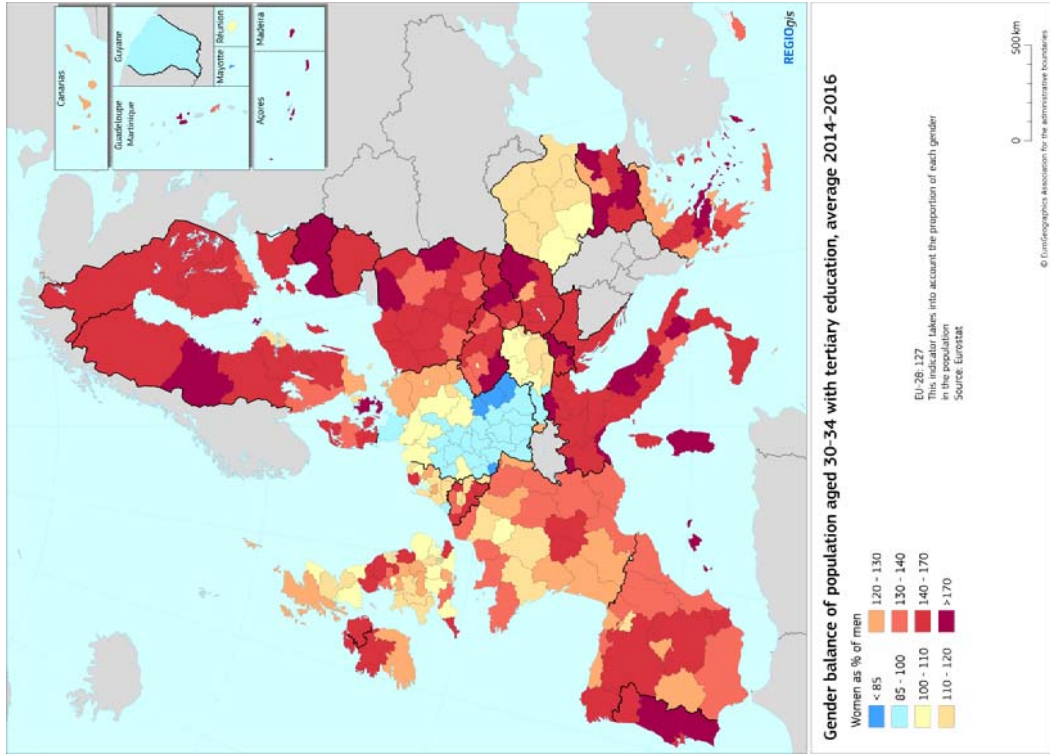 Canarias
Guadeloupe
Martinique
Guyane
Mayotte
Réunion
Açores
Madeira
REGIOgis
Gender balance of population aged 30-34 with tertiary education, average 2014-2016
Women as % of men
< 85
85 - 100
100 - 110
110 - 120
120 - 130
130 - 140
140 - 170
>170
EU-28: 127
This indicator takes into account the proportion of each gender
in the population
Source: Eurostat
0
500 km
© EuroGeographics Association for the administrative boundaries